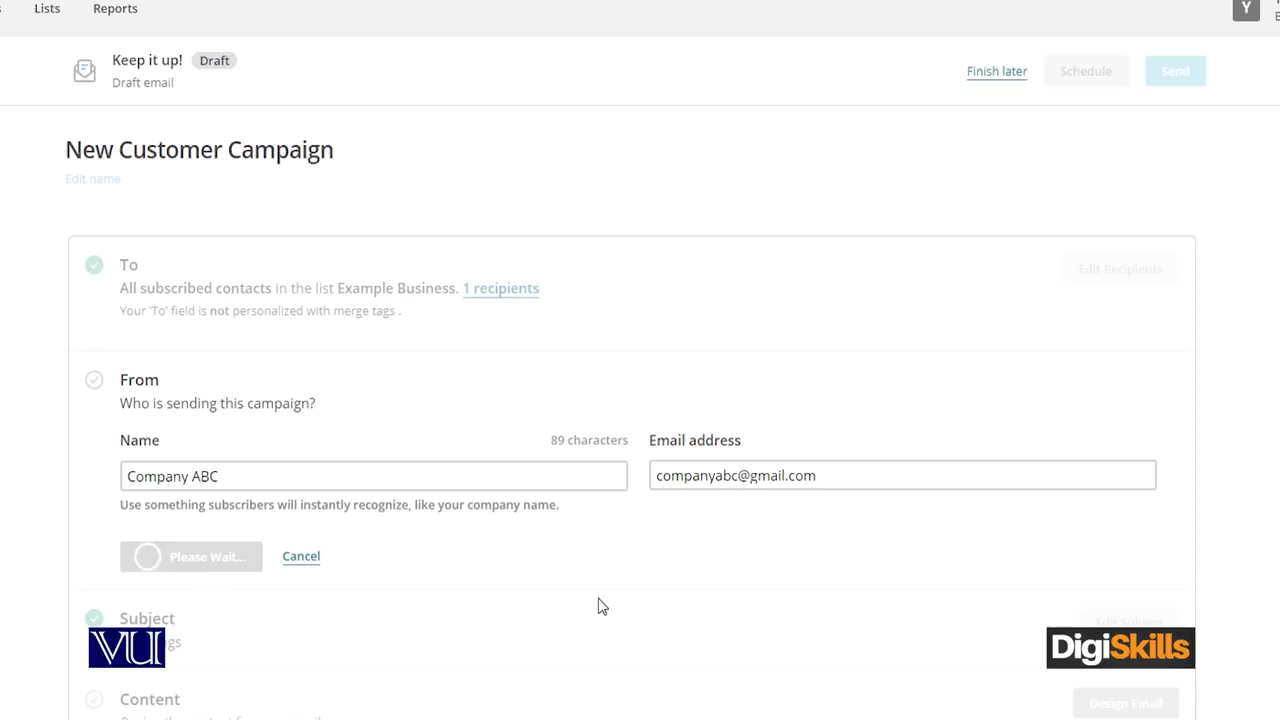 Lists Reports
Y
Keep it up! Draft
Draft email
Finish later Schedule Send
New Customer Campaign
Edit name
To
Edit Recipients
All subscribed contacts in the list Example Business. 1 recipients
Your 'To' field is not personalized with merge tags .
From
Who is sending this campaign?
Name 89 characters Email address
Company ABC companyabc@gmail.com
Use something subscribers will instantly recognize, like your company name.
Please Wait... Cancel
Subject Edit Subject
VU
DigiSkills
Content
Design Email